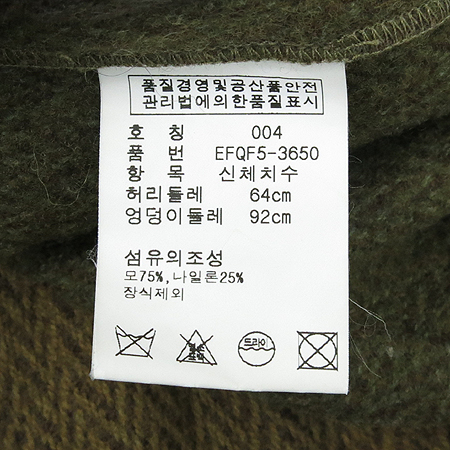 품질경영및공산품안전
관리법에의한품질표시
호 칭 004
품 번 EFQF5-3650
항 목 신체치수
허리둘레 64cm
엉덩이둘레 92cm
섬유의조성
모75%,나일론25%
장식제외
드라이